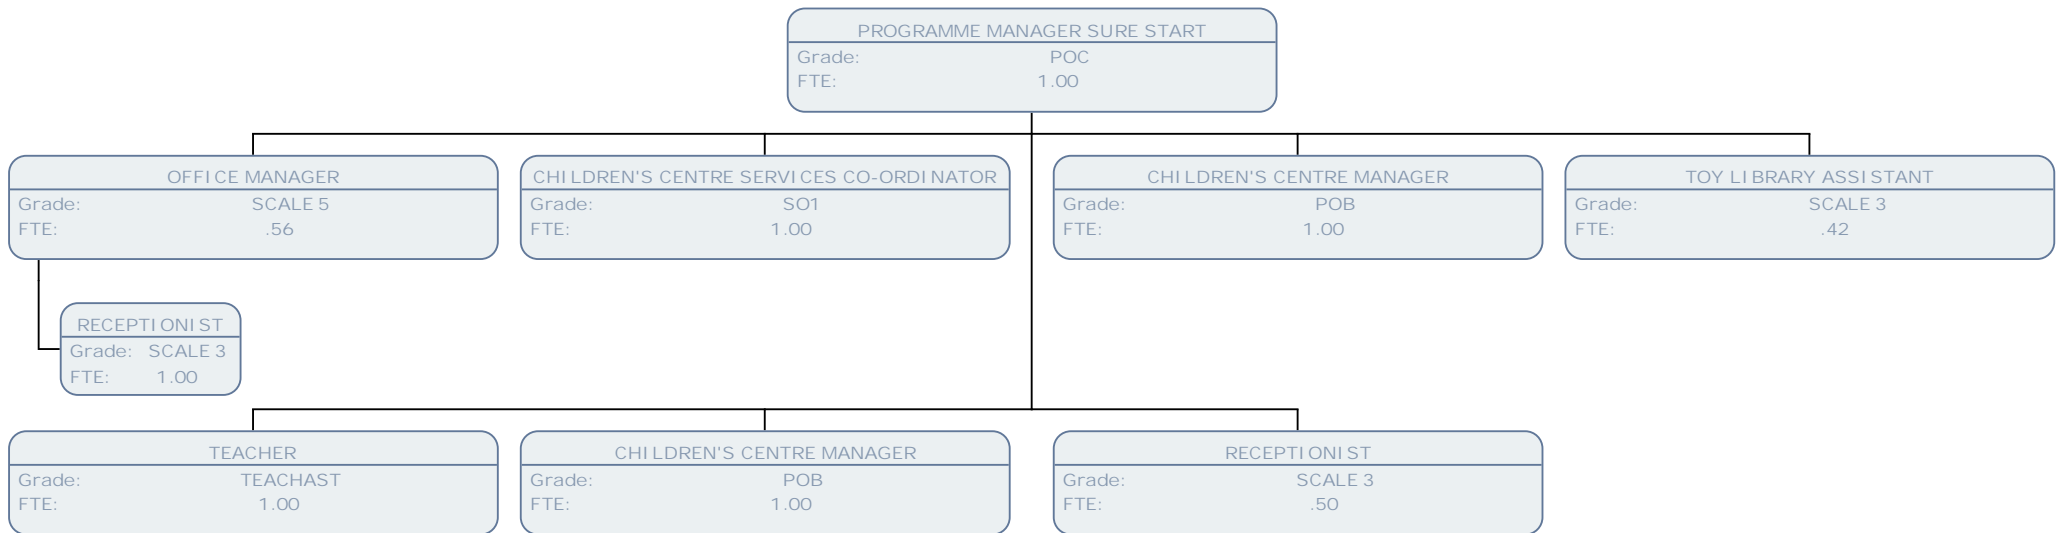 PROGRAMME MANAGER SURE START
Grade: POC
FTE: 1.00
OFFICE MANAGER
Grade: SCALE 5
FTE: .56
CHILDREN'S CENTRE SERVICES CO-ORDINATOR
Grade: SO1
FTE: 1.00
CHILDREN'S CENTRE MANAGER
Grade: POB
FTE: 1.00
TOY LIBRARY ASSISTANT
Grade: SCALE 3
FTE: .42
RECEPTIONIST
Grade: SCALE 3
FTE: 1.00
TEACHER
Grade: TEACHAST
FTE: 1.00
CHILDREN'S CENTRE MANAGER
Grade: POB
FTE: 1.00
RECEPTIONIST
Grade: SCALE 3
FTE: .50